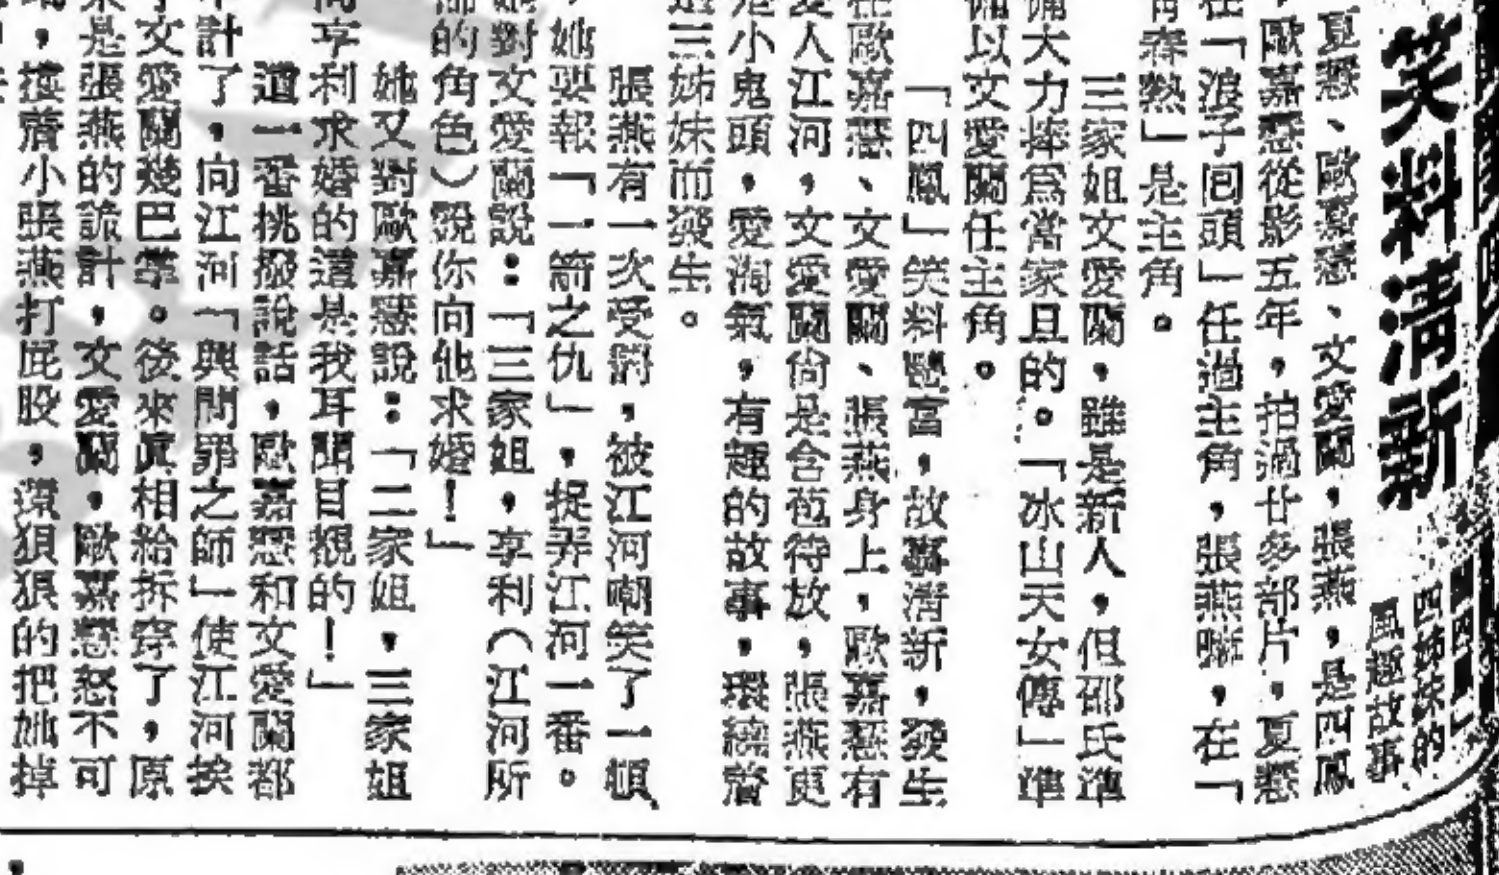 笑料清新
四姊妹的
風趣故事
夏慧、歐嘉慧、文愛蘭，張燕，是四鳳
，歐嘉慧從影五年，拍過廿多部片，夏慧
在「浪子回頭」任過主角，張燕嘛，在「
青春熱」是主角。
三家姐文愛蘭，雖是新人，但邵氏準
備大力捧爲當家旦的。「冰山天女傳」準
備以文愛蘭任主角。
「四鳳」笑料豐富，故事清新，發生
在歐嘉慧、文愛蘭、張燕身上，歐嘉慧有
愛人江河，文愛蘭尙是含苞待放，張燕更
是小鬼頭，愛淘氣，有趣的故事，環繞着
這三姊妹而發生。
張燕有一次受窘，被江河嘲笑了一頓
，她要報「一箭之仇」，捉弄江河一番。
她對文愛蘭說：「三家姐，享利（江河所
飾的角色）說你向他求婚！」
她又對歐嘉慧說：「二家姐，三家姐
向享利求婚的這是我耳聞目覩的！」
這一番挑撥說話，歐嘉慧和文愛蘭都
中計了，向江河「興問罪之師」使江河挨
了文愛蘭幾巴掌。後來眞相給拆穿了，原
來是張燕的詭計，文愛蘭，歐嘉慧怒不可
，擒着小張燕打屁股，還狠狠的把她掉